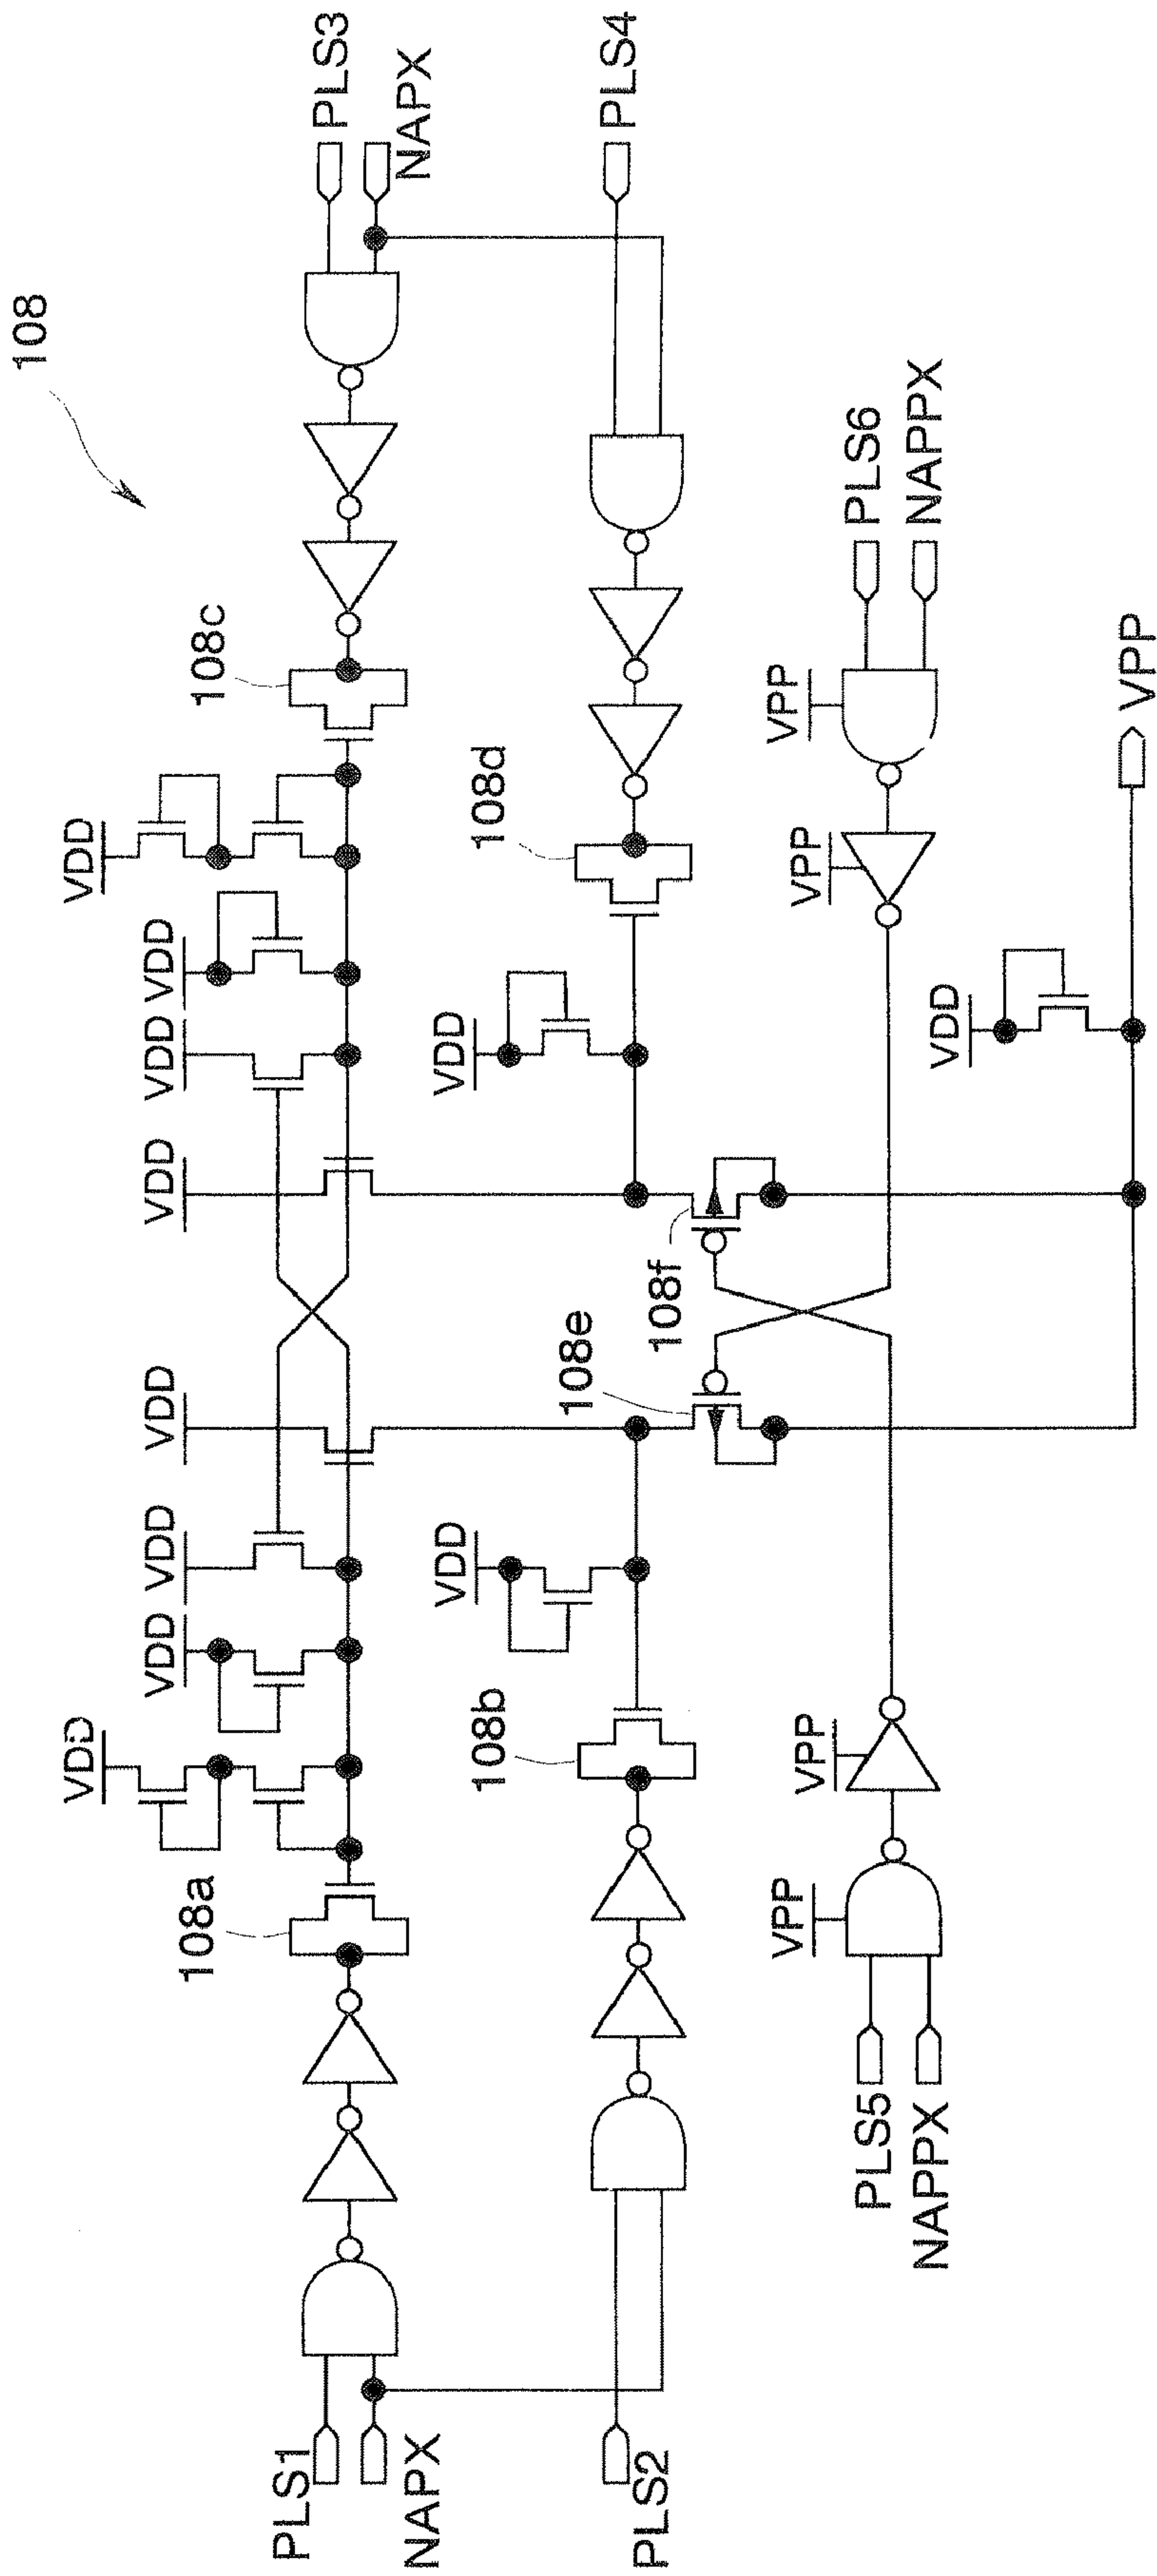 108
VDD
VDD
VDD
VDD
VDD
VDD
VDD
VDD
108a
108c
PLS1
PLS3
NAPX
NAPX
VDD
VDD
108b
108d
108e
PLS2
PLS4
108f
VPP
VPP
VPP
VPP
PLS5
PLS6
NAPPX
NAPPX
VDD
VPP